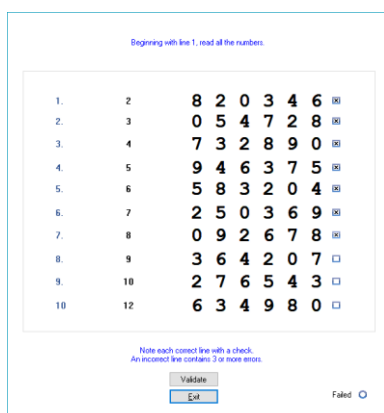 Beginning with line 1, read all the numbers.
1. 2 8 2 0 3 4 6
2. 3 0 5 4 7 2 8
3. 4 7 3 2 8 9 0
4. 5 9 4 6 3 7 5
5. 6 5 8 3 2 0 4
6. 7 2 5 0 3 6 9
7. 8 0 9 2 6 7 8
8. 9 3 6 4 2 0 7
9. 10 2 7 6 5 4 3
10 12 6 3 4 9 8 0
Note each correct line with a check.
An incorrect line contains 3 or more errors.
Validate
Exit
Failed